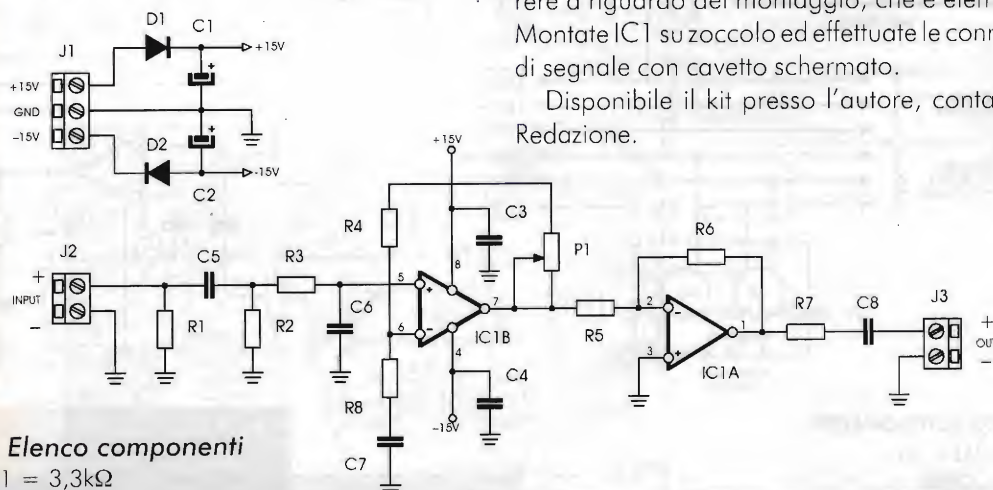 rere a riguardo del montaggio, che è elem
Montate IC1 su zoccolo ed effettuate le conn
di segnale con cavetto schermato.
Disponibile il kit presso l'autore, conta
Redazione.
J1
+15V
GND
-15V
D1
C1
+
+15V
+
D2
C2
-15V
J2
+
INPUT
-
R1
C5
R2
R3
C6
R4
R8
C7
+15V
C3
5
+
8
6
-
7
4
IC1B
C4
-15V
P1
R5
R6
2
-
3
+
1
IC1A
R7
C8
J3
+
OUT
-
Elenco componenti
1 = 3,3kΩ